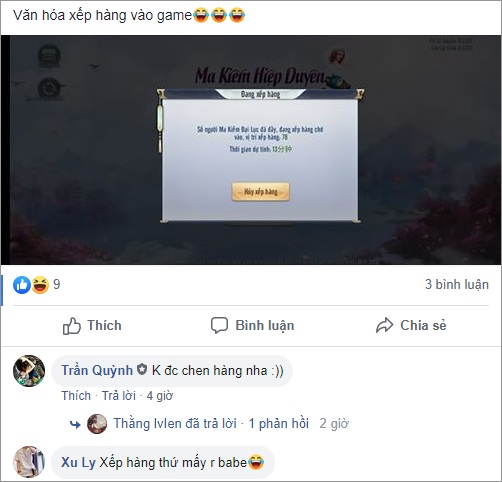 Văn hóa xếp hàng vào game😂😂😂
Ma Kiếm Hiệp Duyên
Đang xếp hàng
Số người Ma Kiếm Đại Lục đã đầy, đang xếp hàng chờ
vào, vị trí xếp hàng: 78
Thời gian dự tính: 13分钟
Hủy xếp hàng
9
3 bình luận
Thích
Bình luận
Chia sẻ
Trần Quỳnh K đc chen hàng nha :))
Thích · Trả lời · 4 giờ
Thằng lvlen đã trả lời · 1 phản hồi 2 giờ
Xu Ly Xếp hàng thứ mấy r babe😂